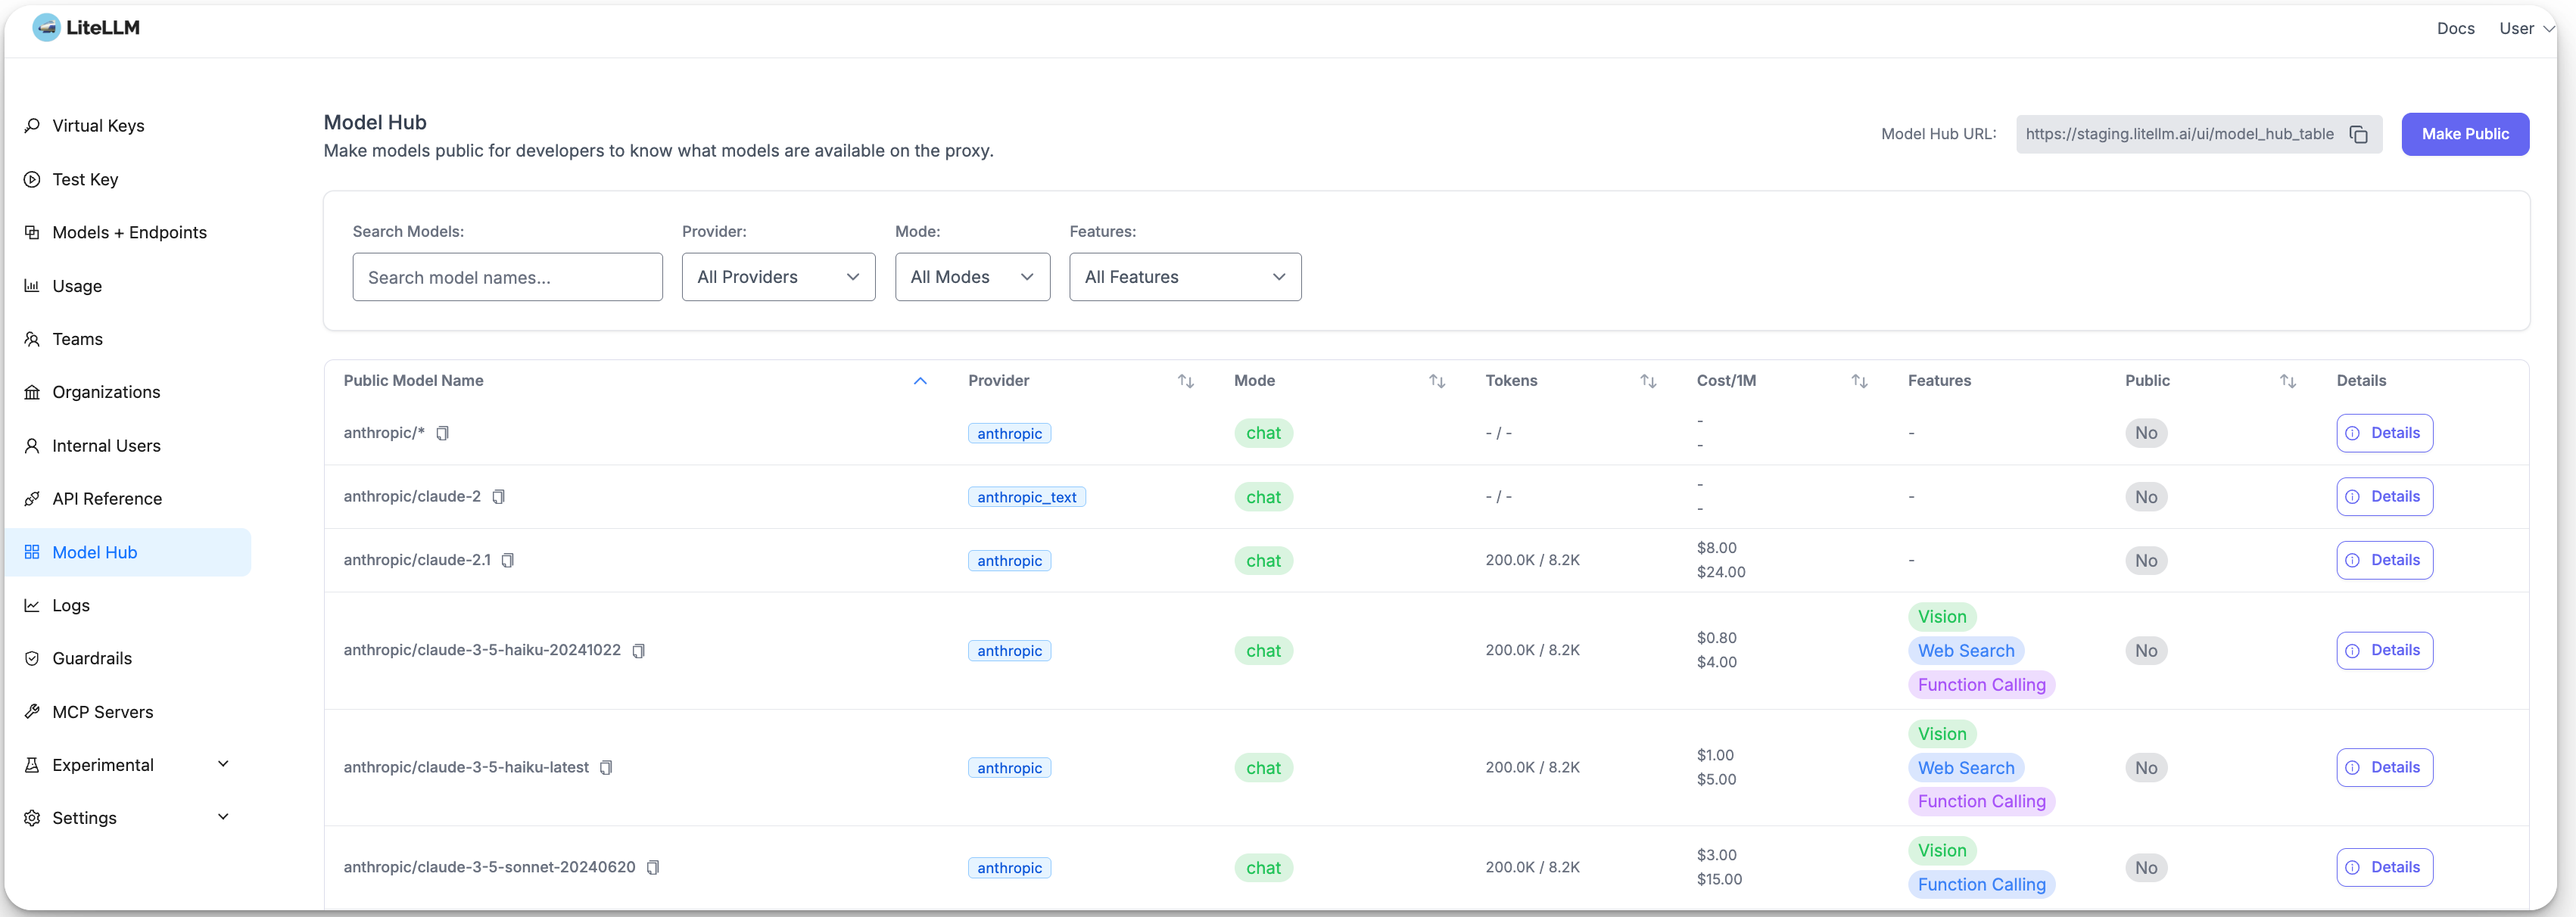 LiteLLM
Docs
User
Virtual Keys
Test Key
Models + Endpoints
Usage
Teams
Organizations
Internal Users
API Reference
Model Hub
Logs
Guardrails
MCP Servers
Experimental
Settings
Model Hub
Make models public for developers to know what models are available on the proxy.
Model Hub URL: https://staging.litellm.ai/ui/model_hub_table
Make Public
Search Models: Provider: Mode: Features:
Search model names... All Providers All Modes All Features
Public Model Name Provider Mode Tokens Cost/1M Features Public Details
anthropic/* anthropic chat - / - - - - No Details
anthropic/claude-2 anthropic_text chat - / - - - - No Details
anthropic/claude-2.1 anthropic chat 200.0K / 8.2K $8.00 - No Details
$24.00
anthropic/claude-3-5-haiku-20241022 anthropic chat 200.0K / 8.2K $0.80 Vision No Details
$4.00 Web Search
Function Calling
anthropic/claude-3-5-haiku-latest anthropic chat 200.0K / 8.2K $1.00 Vision No Details
$5.00 Web Search
Function Calling
anthropic/claude-3-5-sonnet-20240620 anthropic chat 200.0K / 8.2K $3.00 Vision No Details
$15.00 Function Calling